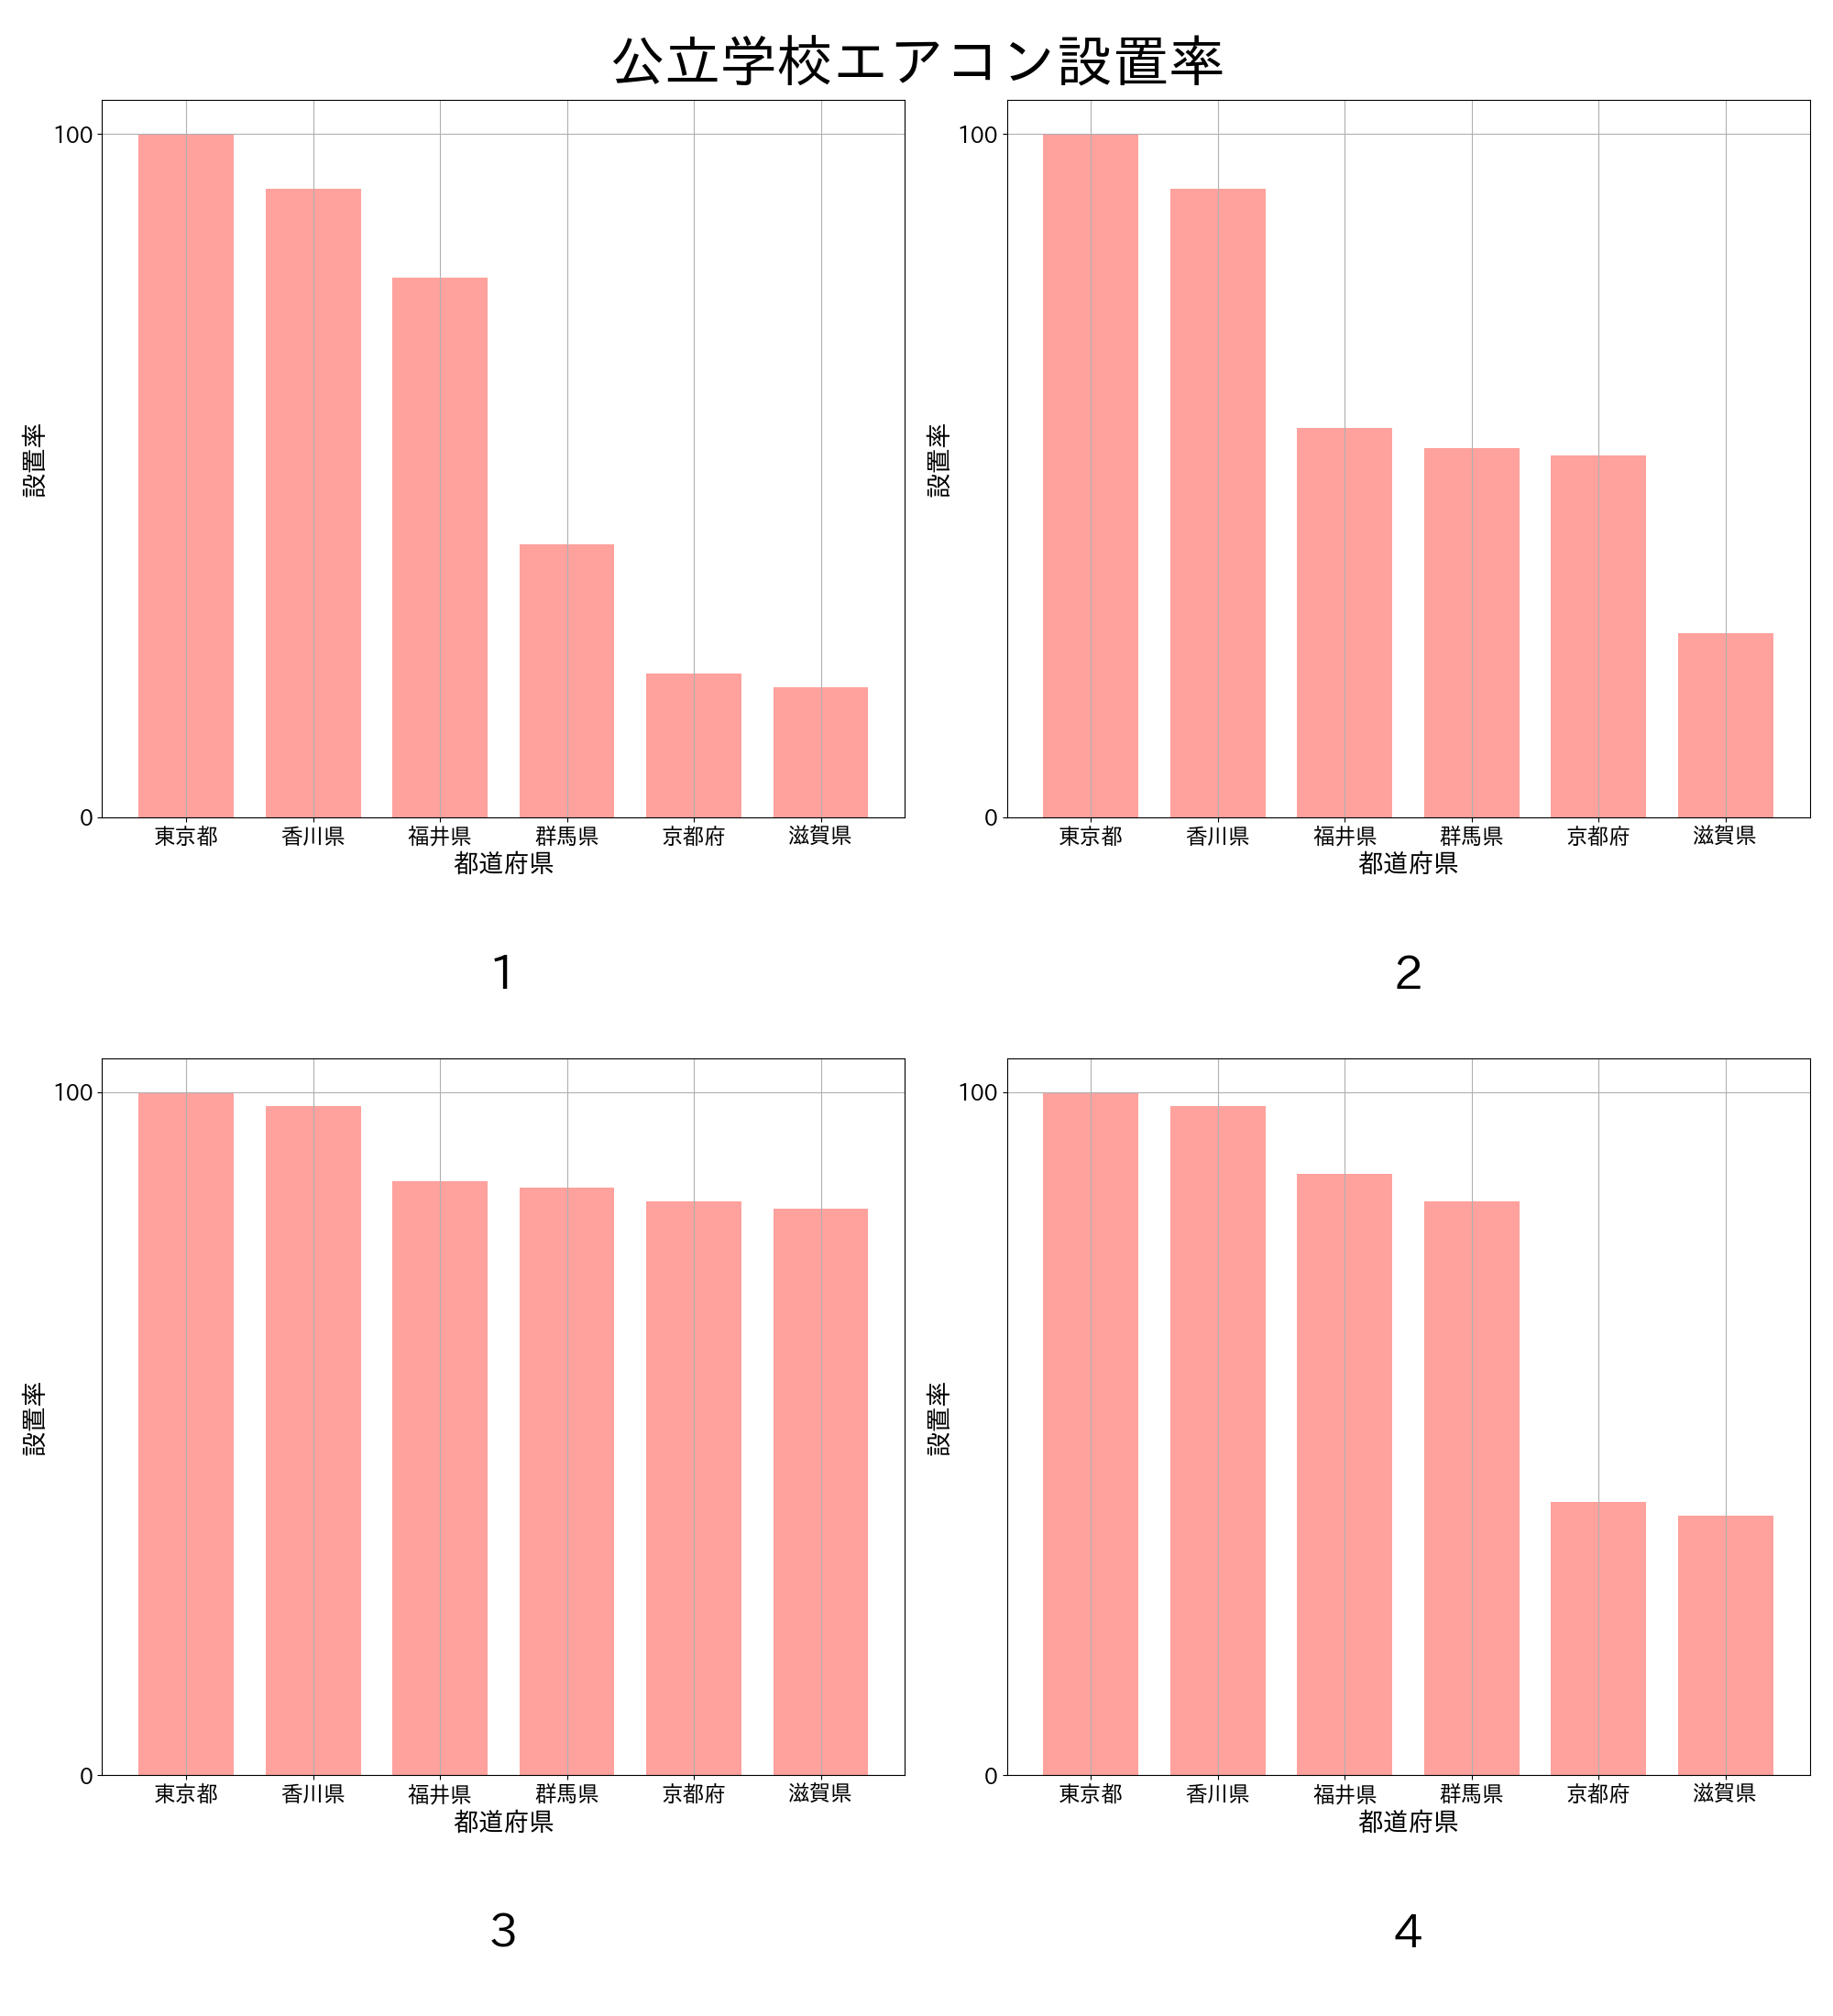 公立学校エアコン設置率
100
0
設置率
東京都 香川県 福井県 群馬県 京都府 滋賀県
都道府県
1
100
0
設置率
東京都 香川県 福井県 群馬県 京都府 滋賀県
都道府県
2
100
0
設置率
東京都 香川県 福井県 群馬県 京都府 滋賀県
都道府県
3
100
0
設置率
東京都 香川県 福井県 群馬県 京都府 滋賀県
都道府県
4